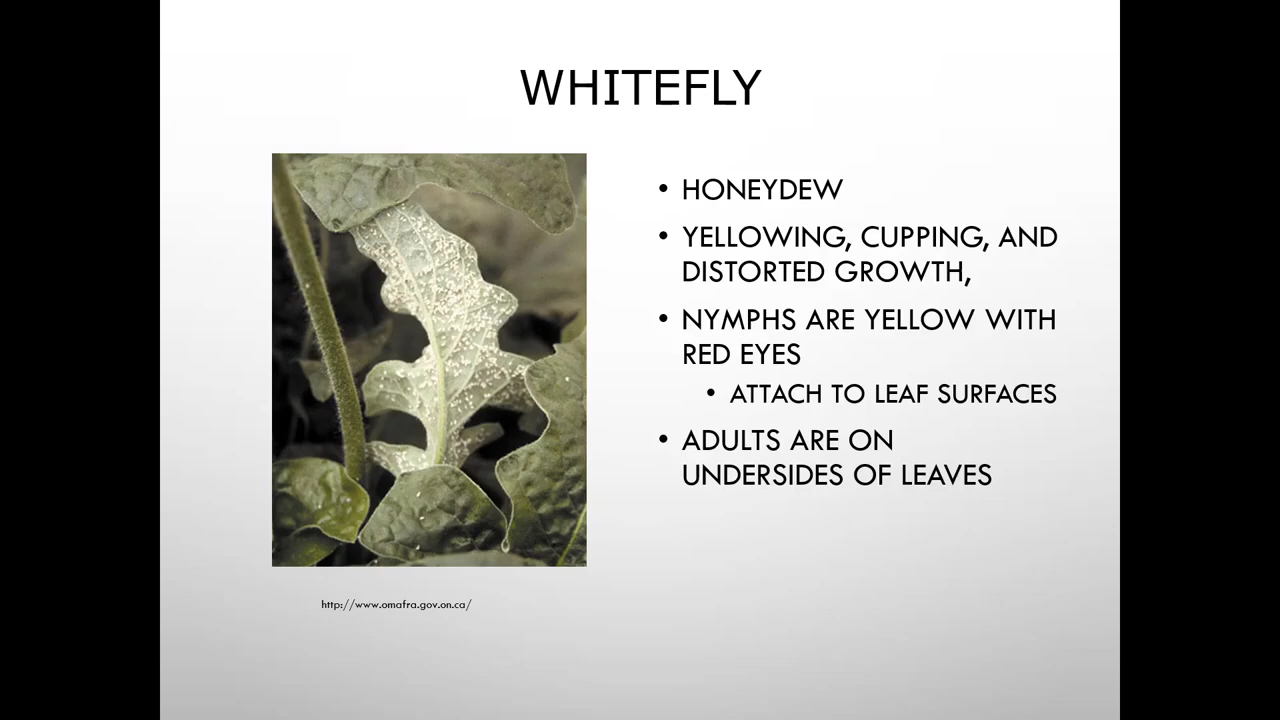 WHITEFLY
• HONEYDEW
• YELLOWING, CUPPING, AND
DISTORTED GROWTH,
• NYMPHS ARE YELLOW WITH
RED EYES
• ATTACH TO LEAF SURFACES
• ADULTS ARE ON
UNDERSIDES OF LEAVES
http://www.omafra.gov.on.ca/